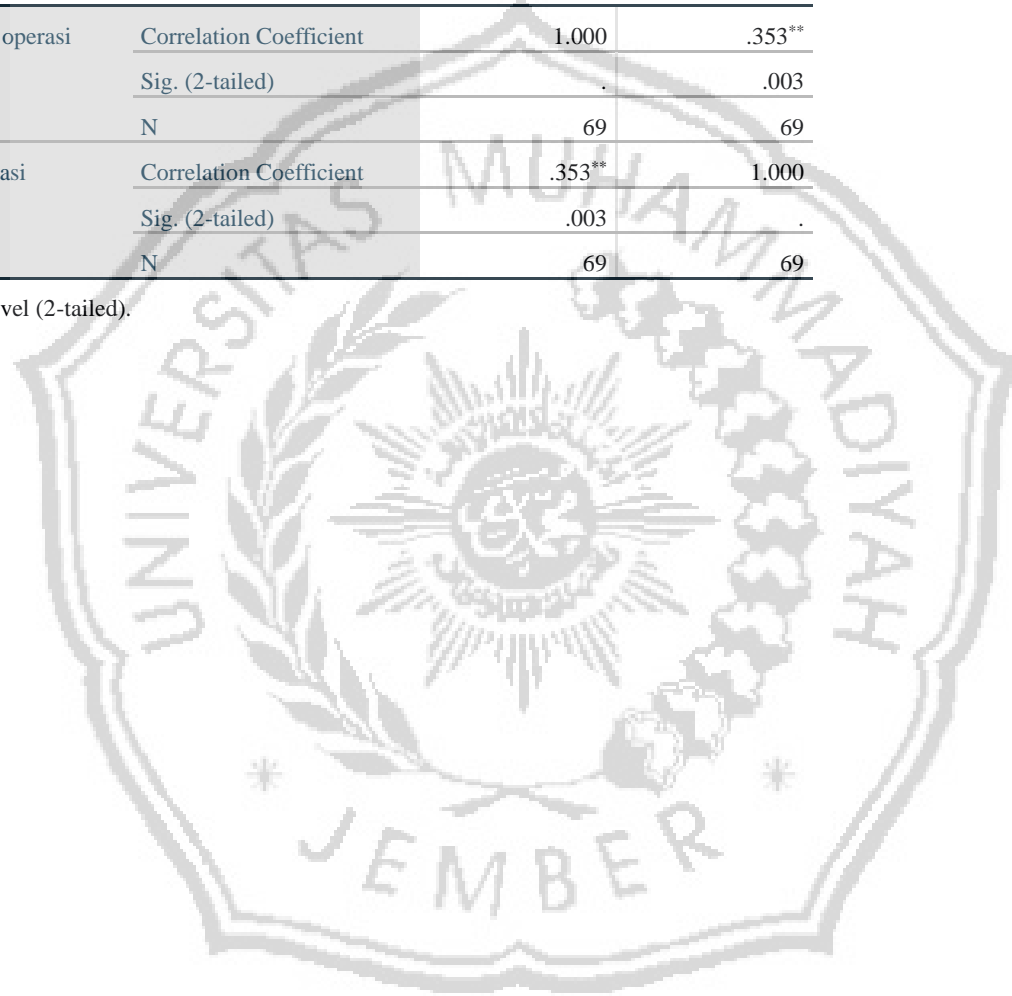 operasi Correlation Coefficient 1.000 .353**
Sig. (2-tailed) . .003
N 69 69
asi Correlation Coefficient .353** 1.000
Sig. (2-tailed) .003 .
N 69 69
vel (2-tailed).
UNIVERSITAS MUHAMMADIYAH
JEMBER